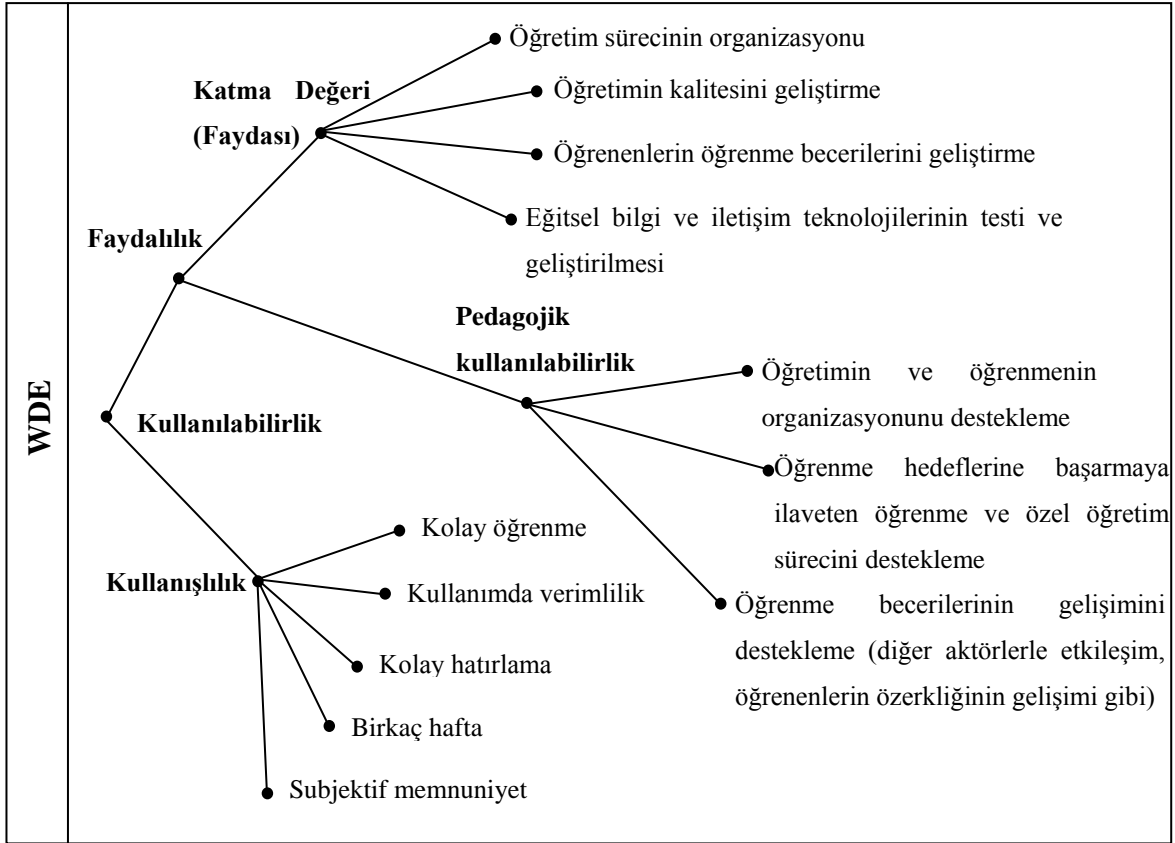 WDE
Öğretim sürecinin organizasyonu
Katma Değeri
(Faydası)
Öğretimin kalitesini geliştirme
Öğrenenlerin öğrenme becerilerini geliştirme
Eğitsel bilgi ve iletişim teknolojilerinin testi ve
geliştirilmesi
Faydalılık
Pedagojik
kullanılabilirlik
Öğretimin ve öğrenmenin
organizasyonunu destekleme
Öğrenme hedeflerine başarmaya
ilaveten öğrenme ve özel öğretim
sürecini destekleme
Öğrenme becerilerinin gelişimini
destekleme (diğer aktörlerle etkileşim,
öğrenenlerin özerkliğinin gelişimi gibi)
Kullanılabilirlik
Kullanışlılık
Kolay öğrenme
Kullanımda verimlilik
Kolay hatırlama
Birkaç hafta
Subjektif memnuniyet